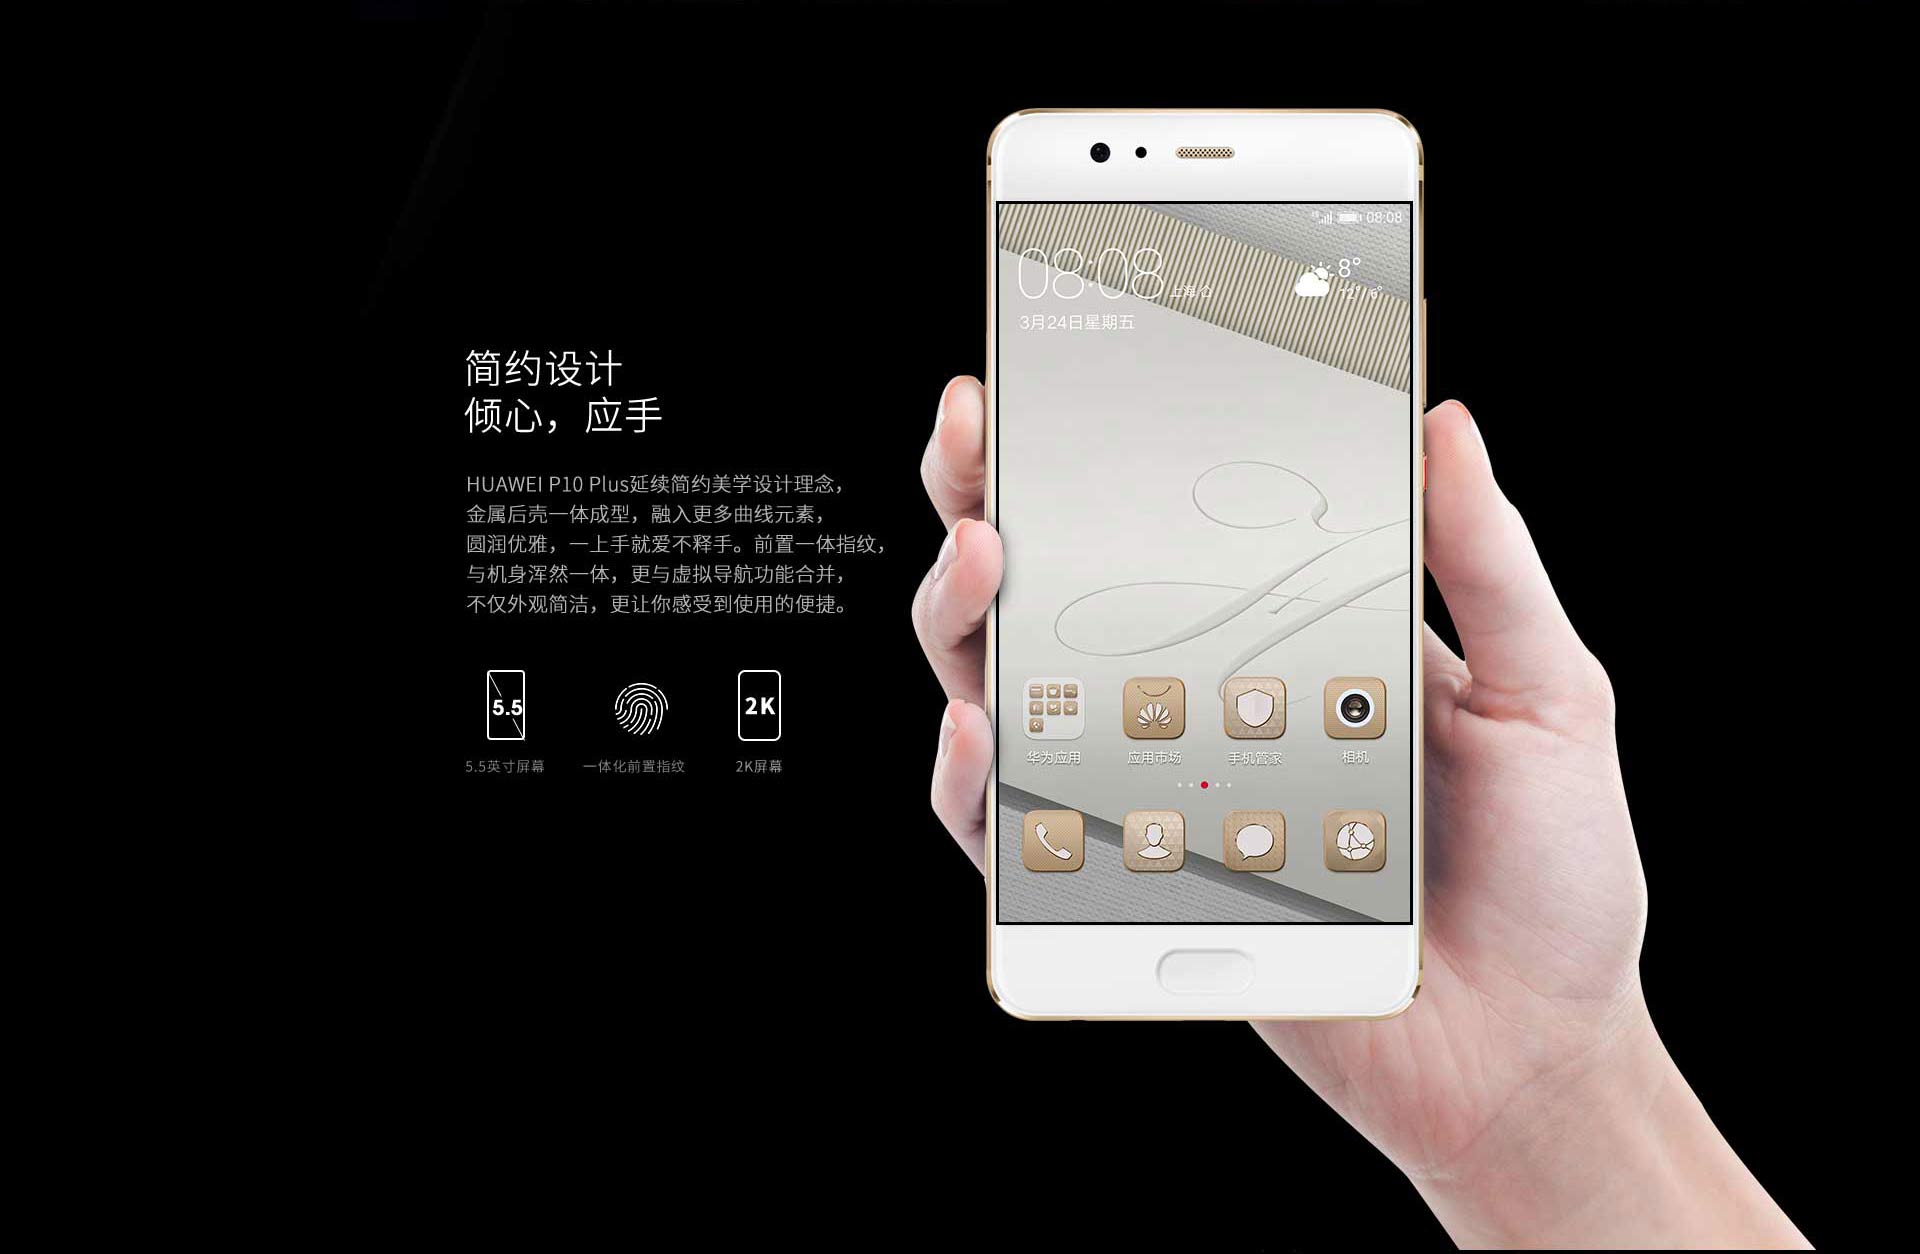 简约设计
倾心，应手
HUAWEI P10 Plus延续简约美学设计理念，
金属后壳一体成型，融入更多曲线元素，
圆润优雅，一上手就爱不释手。前置一体指纹，
与机身浑然一体，更与虚拟导航功能合并，
不仅外观简洁，更让你感受到使用的便捷。
5.5
2K
5.5英寸屏幕
一体化前置指纹
2K屏幕
08:08
08:08 上海
8°
12°/6°
3月24日星期五
华为应用
应用市场
手机管家
相机